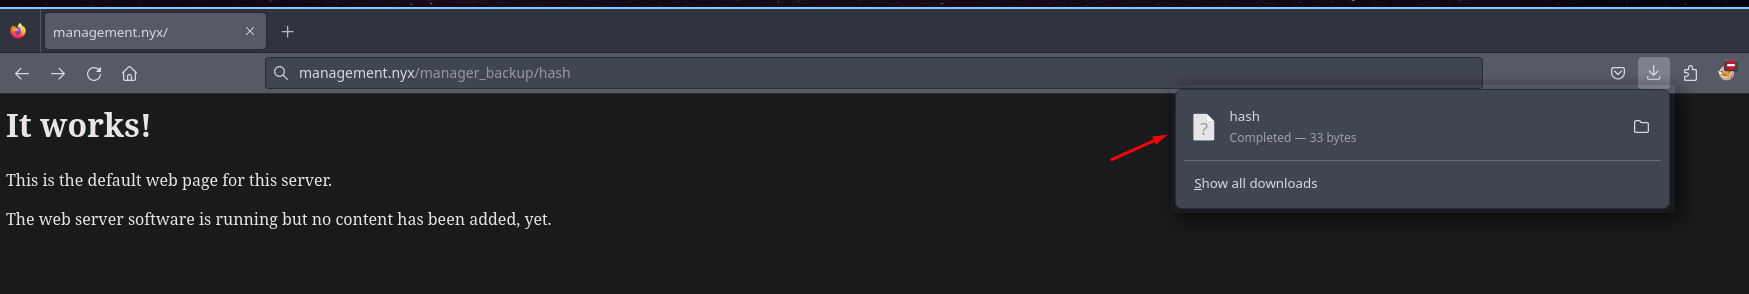 management.nyx/
management.nyx/manager_backup/hash
hash
Completed — 33 bytes
Show all downloads
It works!
This is the default web page for this server.
The web server software is running but no content has been added, yet.